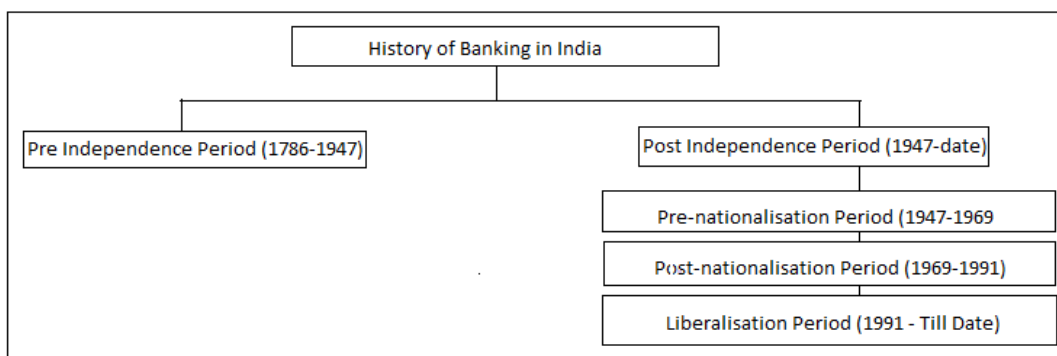 History of Banking in India
Pre Independence Period (1786-1947)
Post Independence Period (1947-date)
Pre-nationalisation Period (1947-1969
Post-nationalisation Period (1969-1991)
Liberalisation Period (1991 - Till Date)